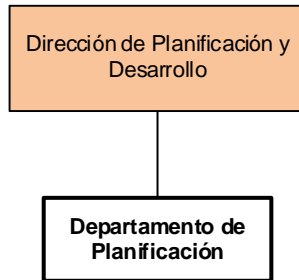 Dirección de Planificación y
Desarrollo
Departamento de
Planificación